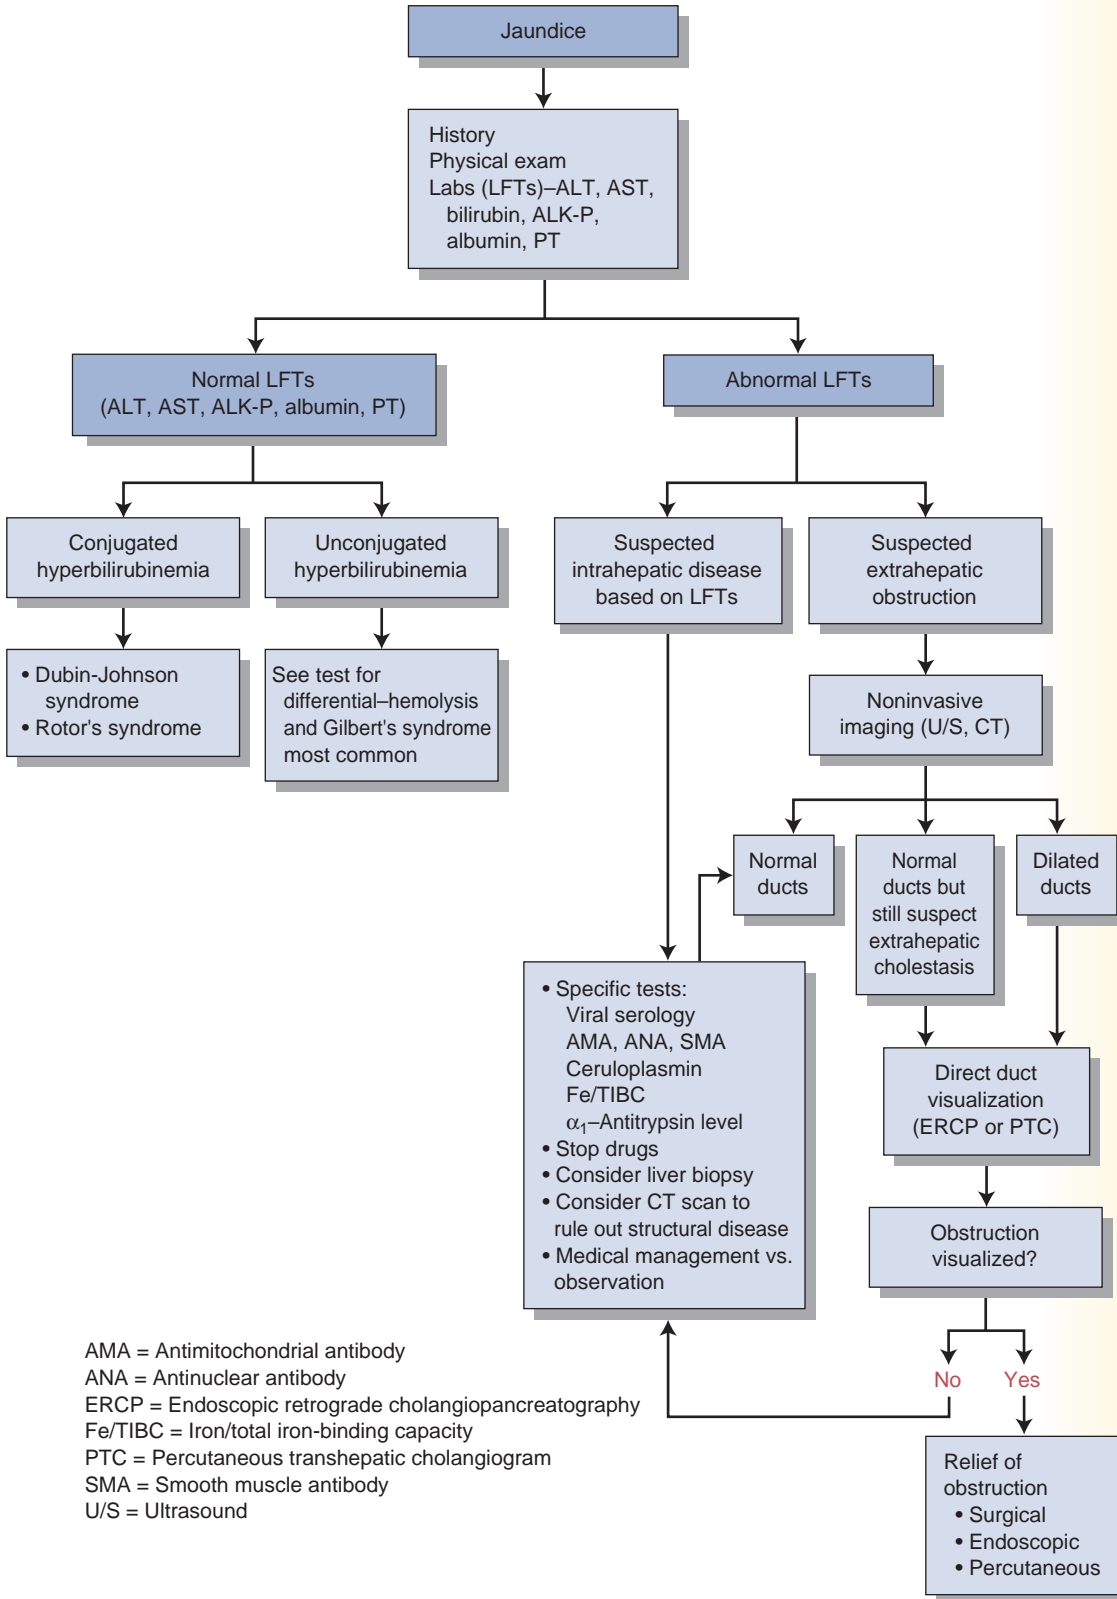 Jaundice
History
Physical exam
Labs (LFTs)–ALT, AST,
bilirubin, ALK-P,
albumin, PT
Normal LFTs
(ALT, AST, ALK-P, albumin, PT)
Abnormal LFTs
Conjugated
hyperbilirubinemia
Unconjugated
hyperbilirubinemia
Suspected
intrahepatic disease
based on LFTs
Suspected
extrahepatic
obstruction
• Dubin-Johnson
syndrome
• Rotor's syndrome
See test for
differential–hemolysis
and Gilbert's syndrome
most common
Noninvasive
imaging (U/S, CT)
Normal
ducts
Normal
ducts but
still suspect
extrahepatic
cholestasis
Dilated
ducts
• Specific tests:
Viral serology
AMA, ANA, SMA
Ceruloplasmin
Fe/TIBC
α₁–Antitrypsin level
• Stop drugs
• Consider liver biopsy
• Consider CT scan to
rule out structural disease
• Medical management vs.
observation
Direct duct
visualization
(ERCP or PTC)
Obstruction
visualized?
No Yes
Relief of
obstruction
• Surgical
• Endoscopic
• Percutaneous
AMA = Antimitochondrial antibody
ANA = Antinuclear antibody
ERCP = Endoscopic retrograde cholangiopancreatography
Fe/TIBC = Iron/total iron-binding capacity
PTC = Percutaneous transhepatic cholangiogram
SMA = Smooth muscle antibody
U/S = Ultrasound